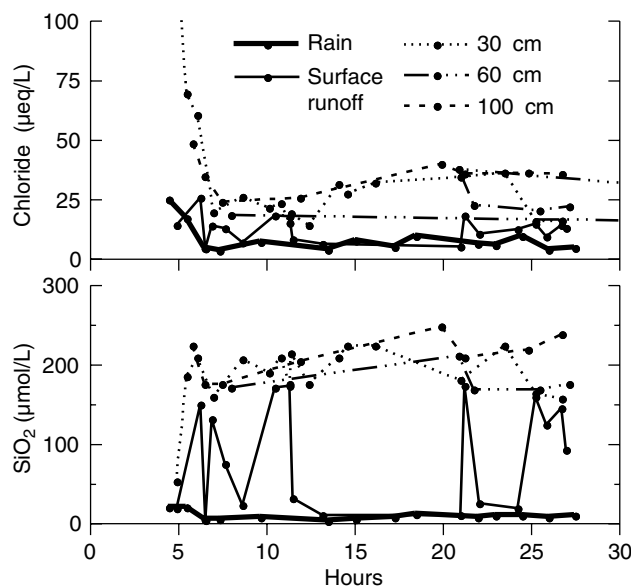 100
75
50
25
0
Chloride (μeq/L)
Rain
Surface
runoff
30 cm
60 cm
100 cm
300
200
100
0
SiO₂ (μmol/L)
0 5 10 15 20 25 30
Hours